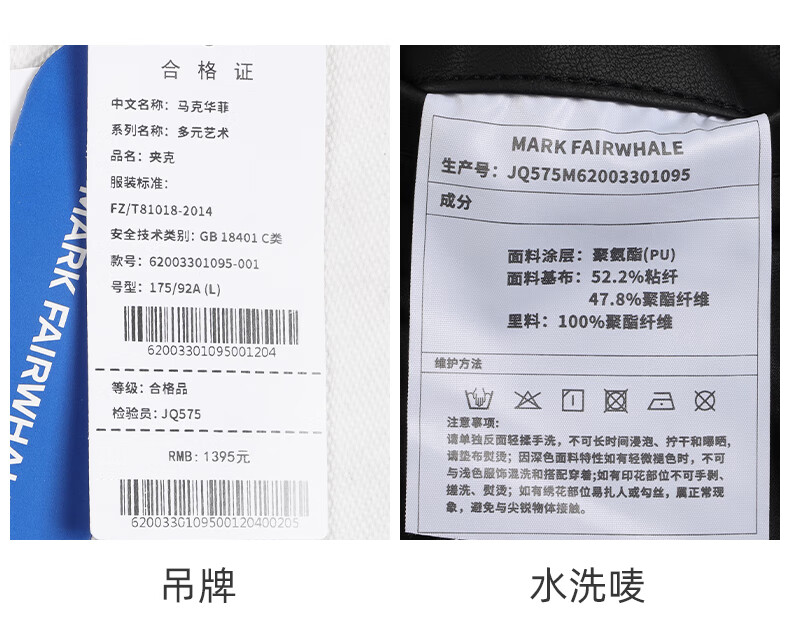 合格证
中文名称：马克华菲
系列名称：多元艺术
品名：夹克
服装标准：
FZ/T81018-2014
安全技术类别：GB 18401 C类
款号：62003301095-001
号型：175/92A (L)
62003301095001204
等级：合格品
检验员：JQ575
RMB：1395元
6200330109500120400205
MARK FAIRWHALE
MARK FAIRWHALE
生产号：JQ575M62003301095
成分
面料涂层：聚氨酯(PU)
面料基布：52.2%粘纤
47.8%聚酯纤维
里料：100%聚酯纤维
维护方法
注意事项：
请单独反面轻揉手洗，不可长时间浸泡、拧干和曝晒，
请垫布熨烫；因深色面料特性如有轻微褪色时，不可
与浅色服饰混洗和搭配穿着；如有印花部位不可手剥、
搓洗、熨烫；如有绣花部位易扎人或勾丝，属正常现
象，避免与尖锐物体接触。
吊牌
水洗唛